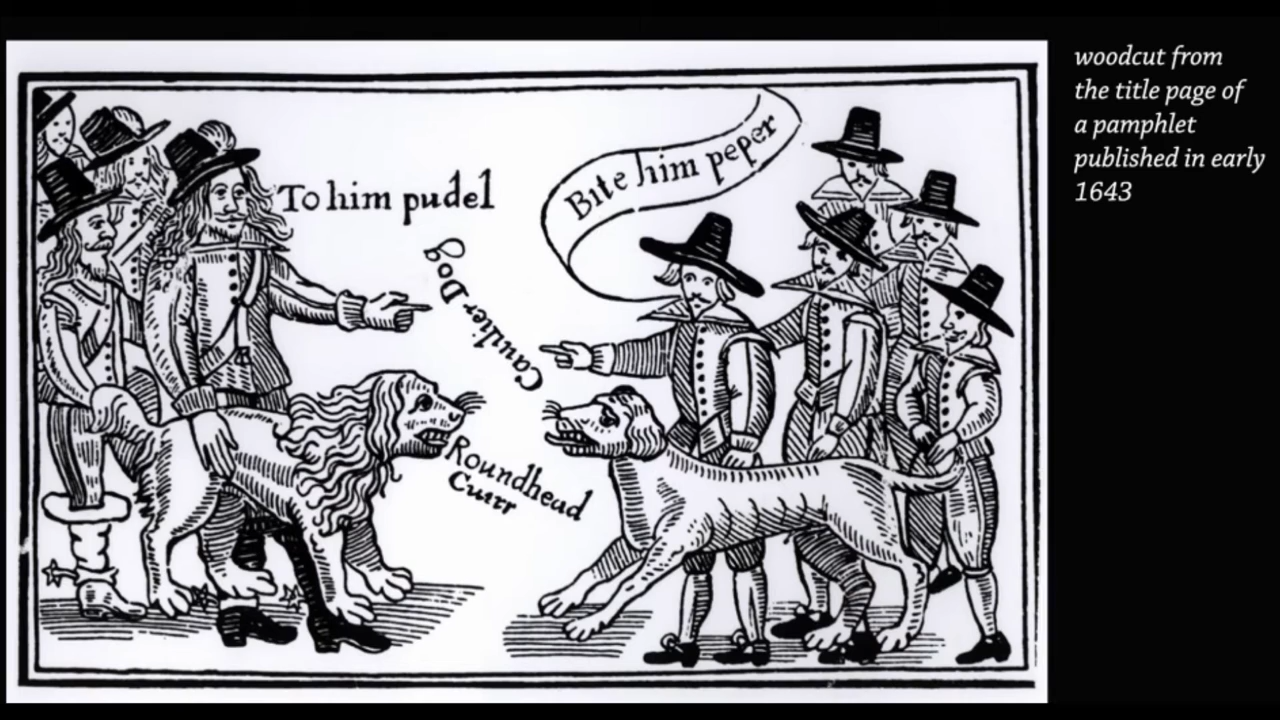 To him pudel
Bite him peper
Caualier Dog
Roundhead
Curr
woodcut from
the title page of
a pamphlet
published in early
1643